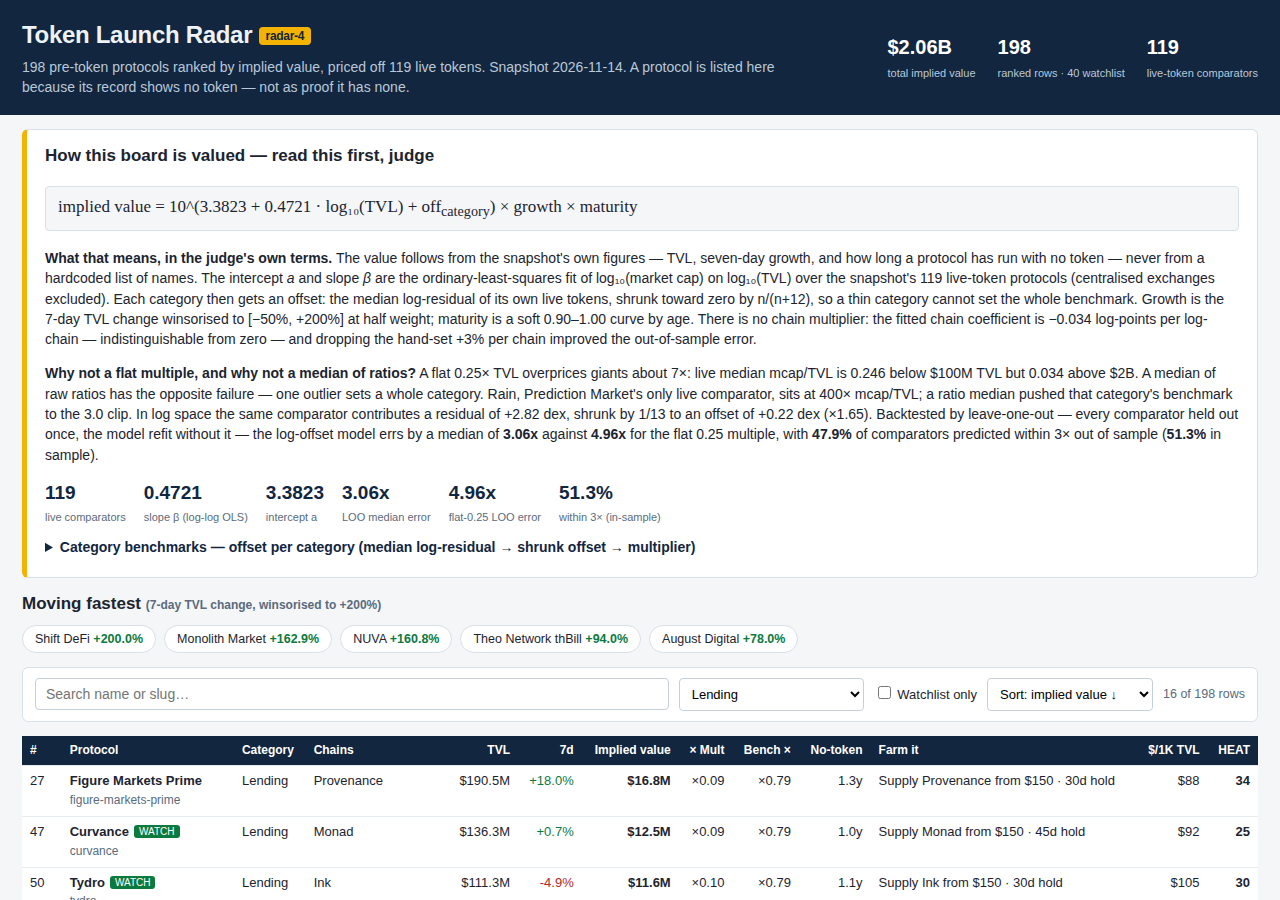 Token Launch Radar radar-4
198 pre-token protocols ranked by implied value, priced off 119 live tokens. Snapshot 2026-11-14. A protocol is listed here
because its record shows no token — not as proof it has none.
$2.06B 198 119
total implied value ranked rows · 40 watchlist live-token comparators
How this board is valued — read this first, judge
implied value = 10^(3.3823 + 0.4721 · log₁₀(TVL) + off_category) × growth × maturity
What that means, in the judge's own terms. The value follows from the snapshot's own figures — TVL, seven-day growth, and how long a protocol has run with no token — never from a
hardcoded list of names. The intercept a and slope β are the ordinary-least-squares fit of log₁₀(market cap) on log₁₀(TVL) over the snapshot's 119 live-token protocols (centralised exchanges
excluded). Each category then gets an offset: the median log-residual of its own live tokens, shrunk toward zero by n/(n+12), so a thin category cannot set the whole benchmark. Growth is the
7-day TVL change winsorised to [−50%, +200%] at half weight; maturity is a soft 0.90–1.00 curve by age. There is no chain multiplier: the fitted chain coefficient is −0.034 log-points per log-
chain — indistinguishable from zero — and dropping the hand-set +3% per chain improved the out-of-sample error.
Why not a flat multiple, and why not a median of ratios? A flat 0.25× TVL overprices giants about 7×: live median mcap/TVL is 0.246 below $100M TVL but 0.034 above $2B. A median of
raw ratios has the opposite failure — one outlier sets a whole category. Rain, Prediction Market's only live comparator, sits at 400× mcap/TVL; a ratio median pushed that category's benchmark
to the 3.0 clip. In log space the same comparator contributes a residual of +2.82 dex, shrunk by 1/13 to an offset of +0.22 dex (×1.65). Backtested by leave-one-out — every comparator held out
once, the model refit without it — the log-offset model errs by a median of 3.06x against 4.96x for the flat 0.25 multiple, with 47.9% of comparators predicted within 3× out of sample (51.3% in
sample).
119 0.4721 3.3823 3.06x 4.96x 51.3%
live comparators slope β (log-log OLS) intercept a LOO median error flat-0.25 LOO error within 3× (in-sample)
▶ Category benchmarks — offset per category (median log-residual → shrunk offset → multiplier)
Moving fastest (7-day TVL change, winsorised to +200%)
Shift DeFi +200.0% Monolith Market +162.9% NUVA +160.8% Theo Network thBill +94.0% August Digital +78.0%
Search name or slug… Lending Watchlist only Sort: implied value ↓ 16 of 198 rows
# Protocol Category Chains TVL 7d Implied value × Mult Bench × No-token Farm it $/1K TVL HEAT
27 Figure Markets Prime Lending Provenance $190.5M +18.0% $16.8M ×0.09 ×0.79 1.3y Supply Provenance from $150 · 30d hold $88 34
figure-markets-prime
47 Curvance WATCH Lending Monad $136.3M +0.7% $12.5M ×0.09 ×0.79 1.0y Supply Monad from $150 · 45d hold $92 25
curvance
50 Tydro WATCH Lending Ink $111.3M -4.9% $11.6M ×0.10 ×0.79 1.1y Supply Ink from $150 · 30d hold $105 30
tydro